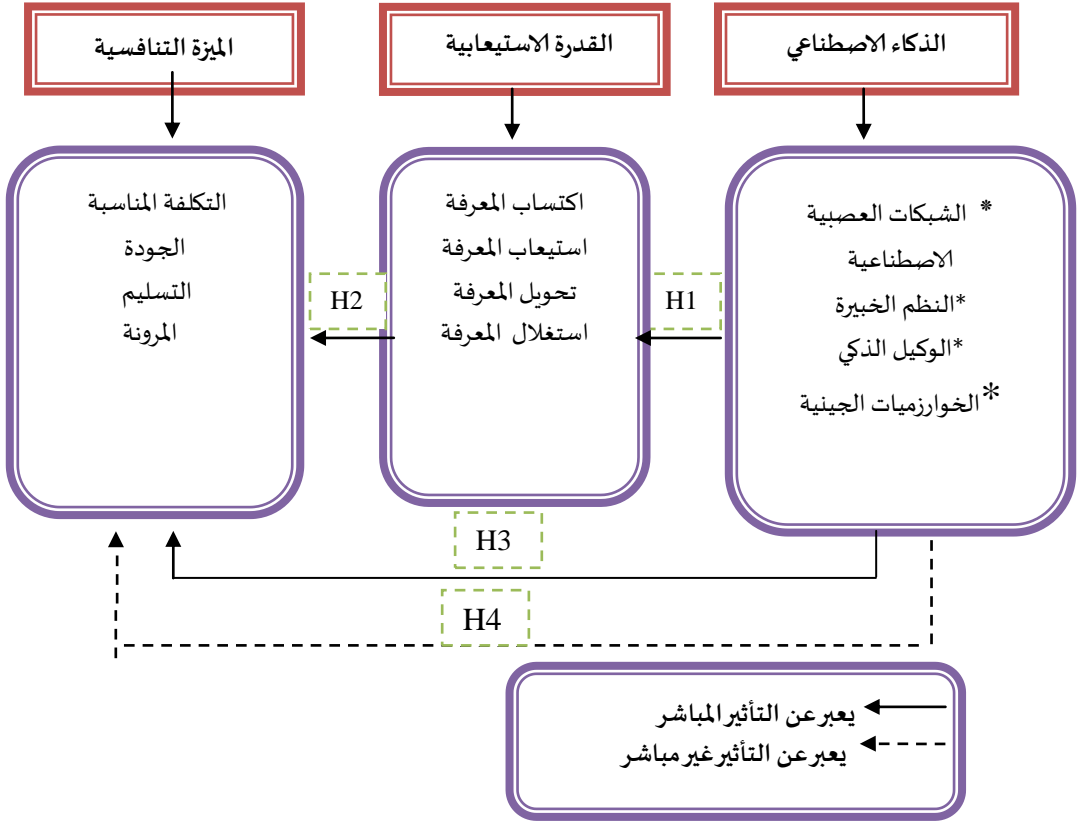 الذكاء الاصطناعي
القدرة الاستيعابية
الميزة التنافسية
* الشبكات العصبية
الاصطناعية
*النظم الخبيرة
*الوكيل الذكي
*الخوارزميات الجينية
H1
اكتساب المعرفة
استيعاب المعرفة
تحويل المعرفة
استغلال المعرفة
H2
التكلفة المناسبة
الجودة
التسليم
المرونة
H3
H4
يعبر عن التأثير المباشر
يعبر عن التأثير غير مباشر